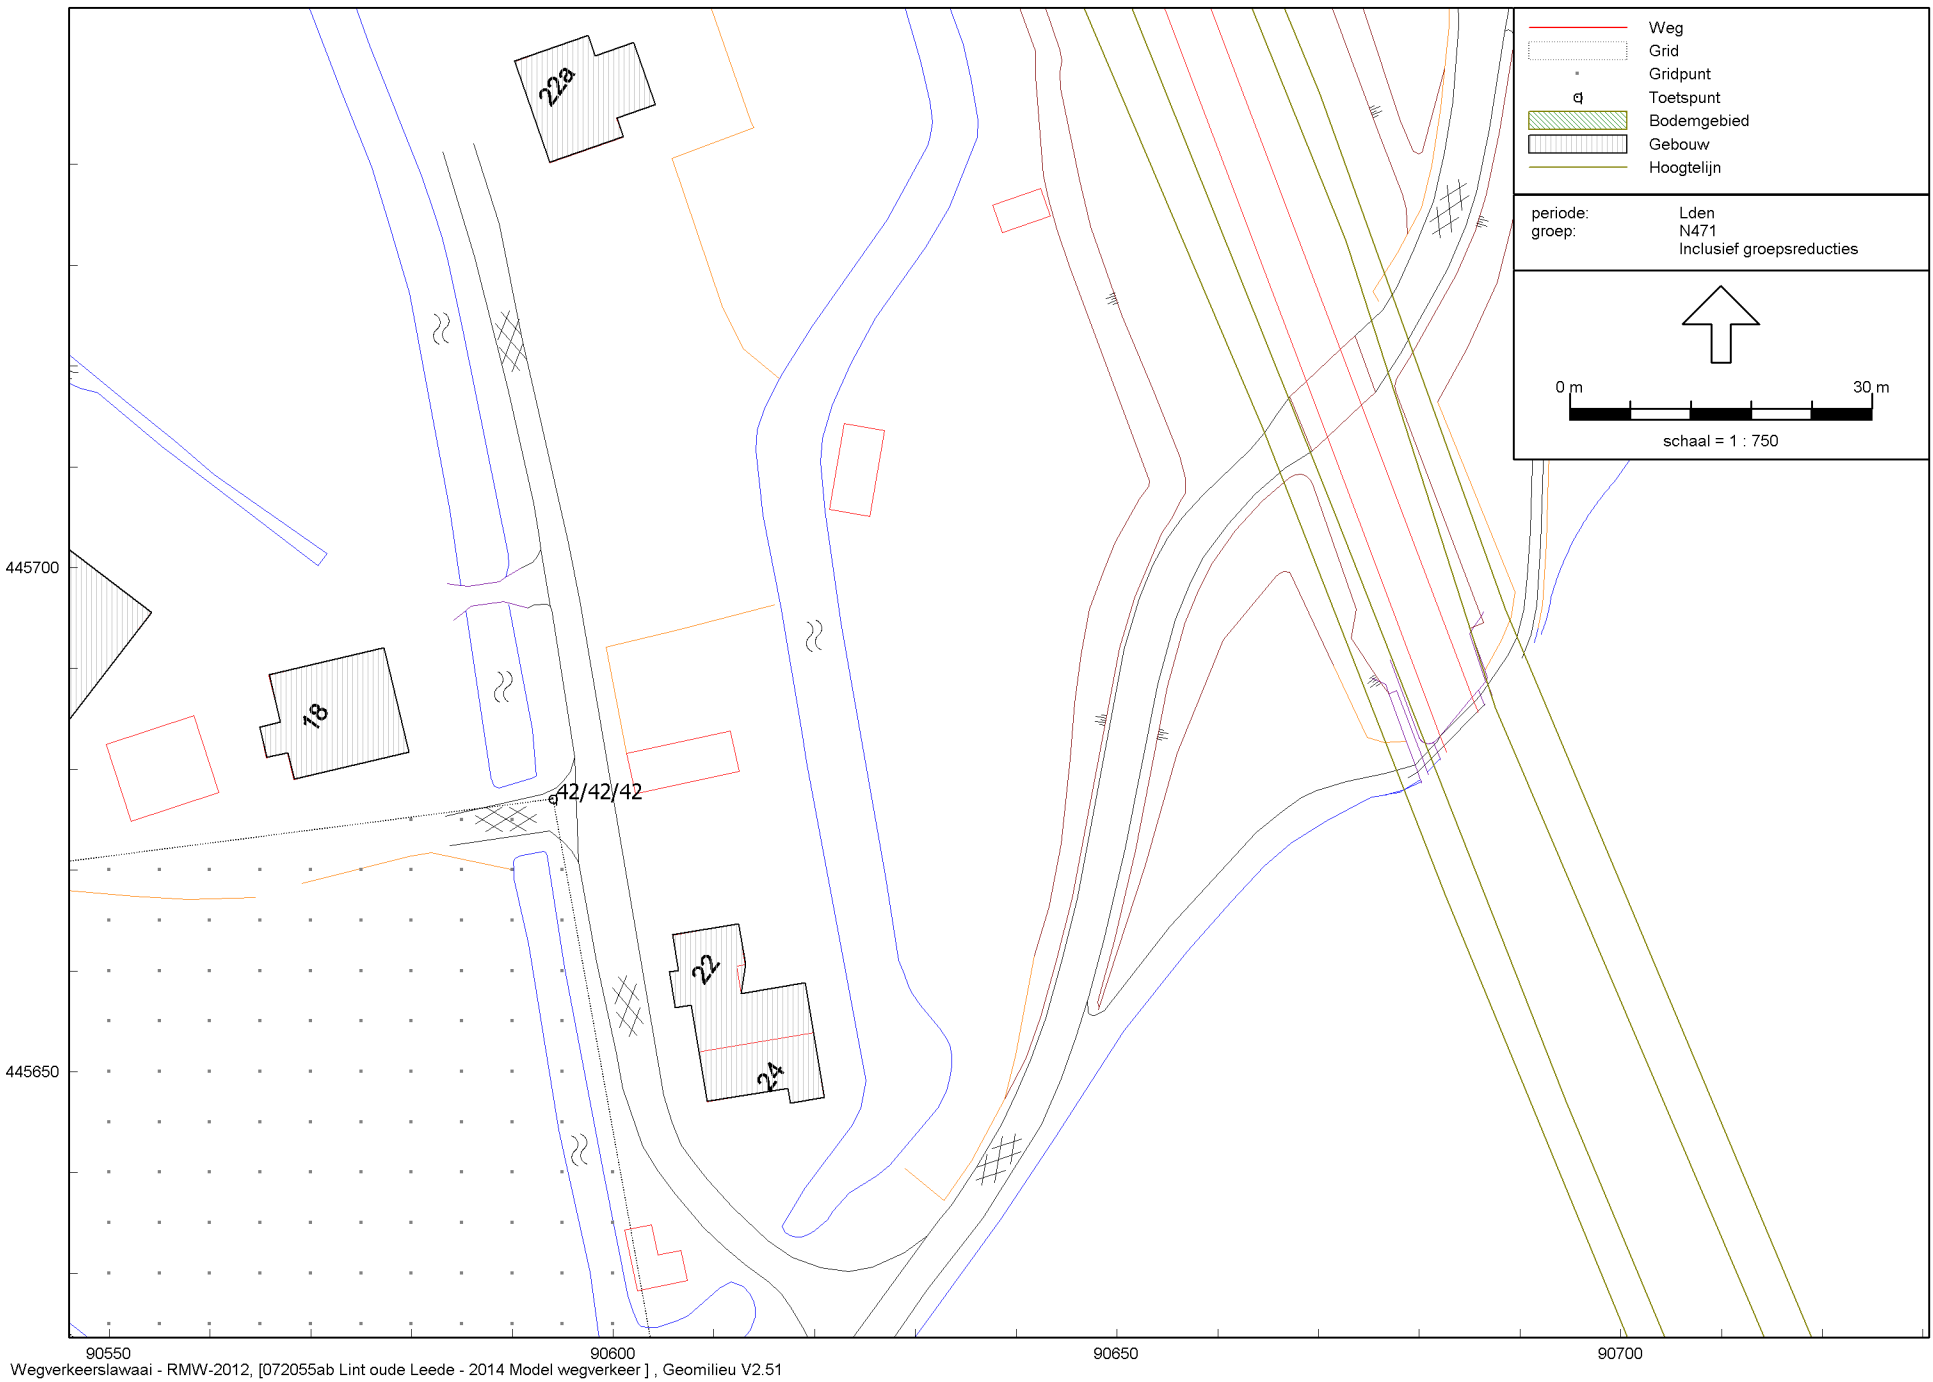 Weg
Grid
Gridpunt
Toetspunt
Bodemgebied
Gebouw
Hoogtelijn
periode: Lden
groep: N471
Inclusief groepsreducties
0 m 30 m
schaal = 1 : 750
22a
445700
18
42/42/42
22
24
445650
90550 90600 90650 90700
Wegverkeerslawaai - RMW-2012, [072055ab Lint oude Leede - 2014 Model wegverkeer ] , Geomilieu V2.51